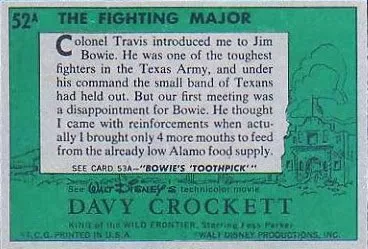 52A THE FIGHTING MAJOR
Colonel Travis introduced me to Jim
Bowie. He was one of the toughest
fighters in the Texas Army, and under
his command the small band of Texans
had held out. But our first meeting was
a disappointment for Bowie. He thought
I came with reinforcements when actu-
ally I brought only 4 more mouths to feed
from the already low Alamo food supply.
SEE CARD 53A—"BOWIE'S 'TOOTHPICK'"
See WALT DISNEY'S technicolor movie
DAVY CROCKETT
KING of the WILD FRONTIER, Starring Fess Parker
T.C.G. PRINTED IN U.S.A. ©WALT DISNEY PRODUCTIONS, INC.